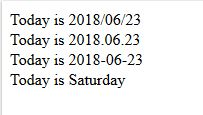 Today is 2018/06/23
Today is 2018.06.23
Today is 2018-06-23
Today is Saturday